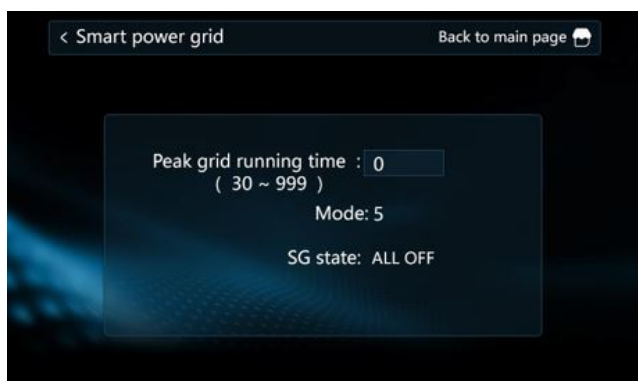 < Smart power grid Back to main page
Peak grid running time : 0
( 30 ~ 999 )
Mode: 5
SG state: ALL OFF